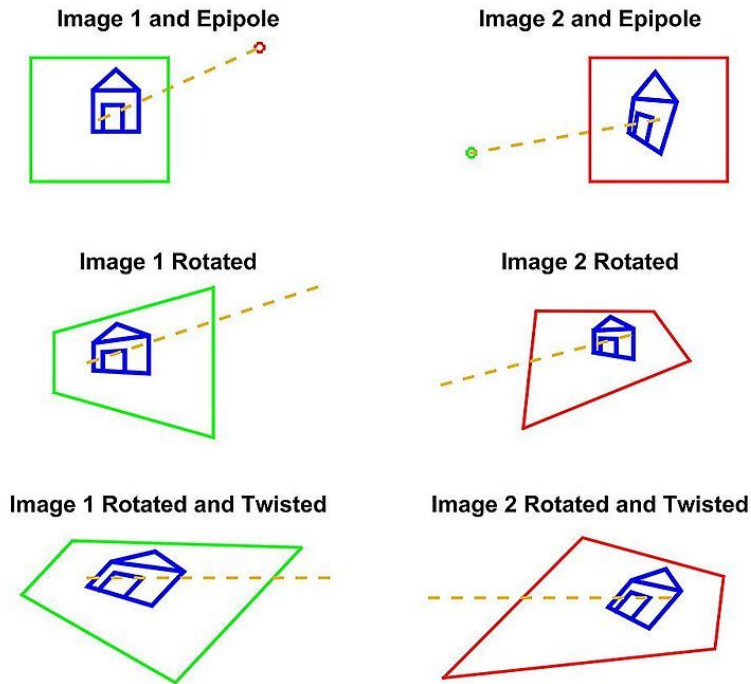 Image 1 and Epipole
Image 2 and Epipole
Image 1 Rotated
Image 2 Rotated
Image 1 Rotated and Twisted
Image 2 Rotated and Twisted